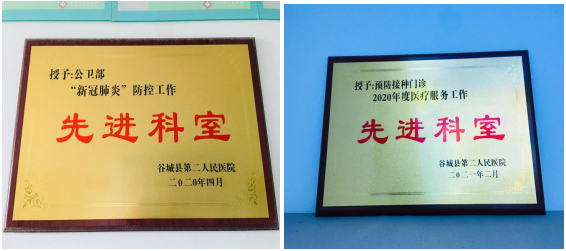 授予:公卫部
“新冠肺炎”防控工作
先进科室
谷城县第二人民医院
二〇二〇年四月
授予:预防接种门诊
2020年度医疗服务工作
先进科室
谷城县第二人民医院
二〇二一年二月